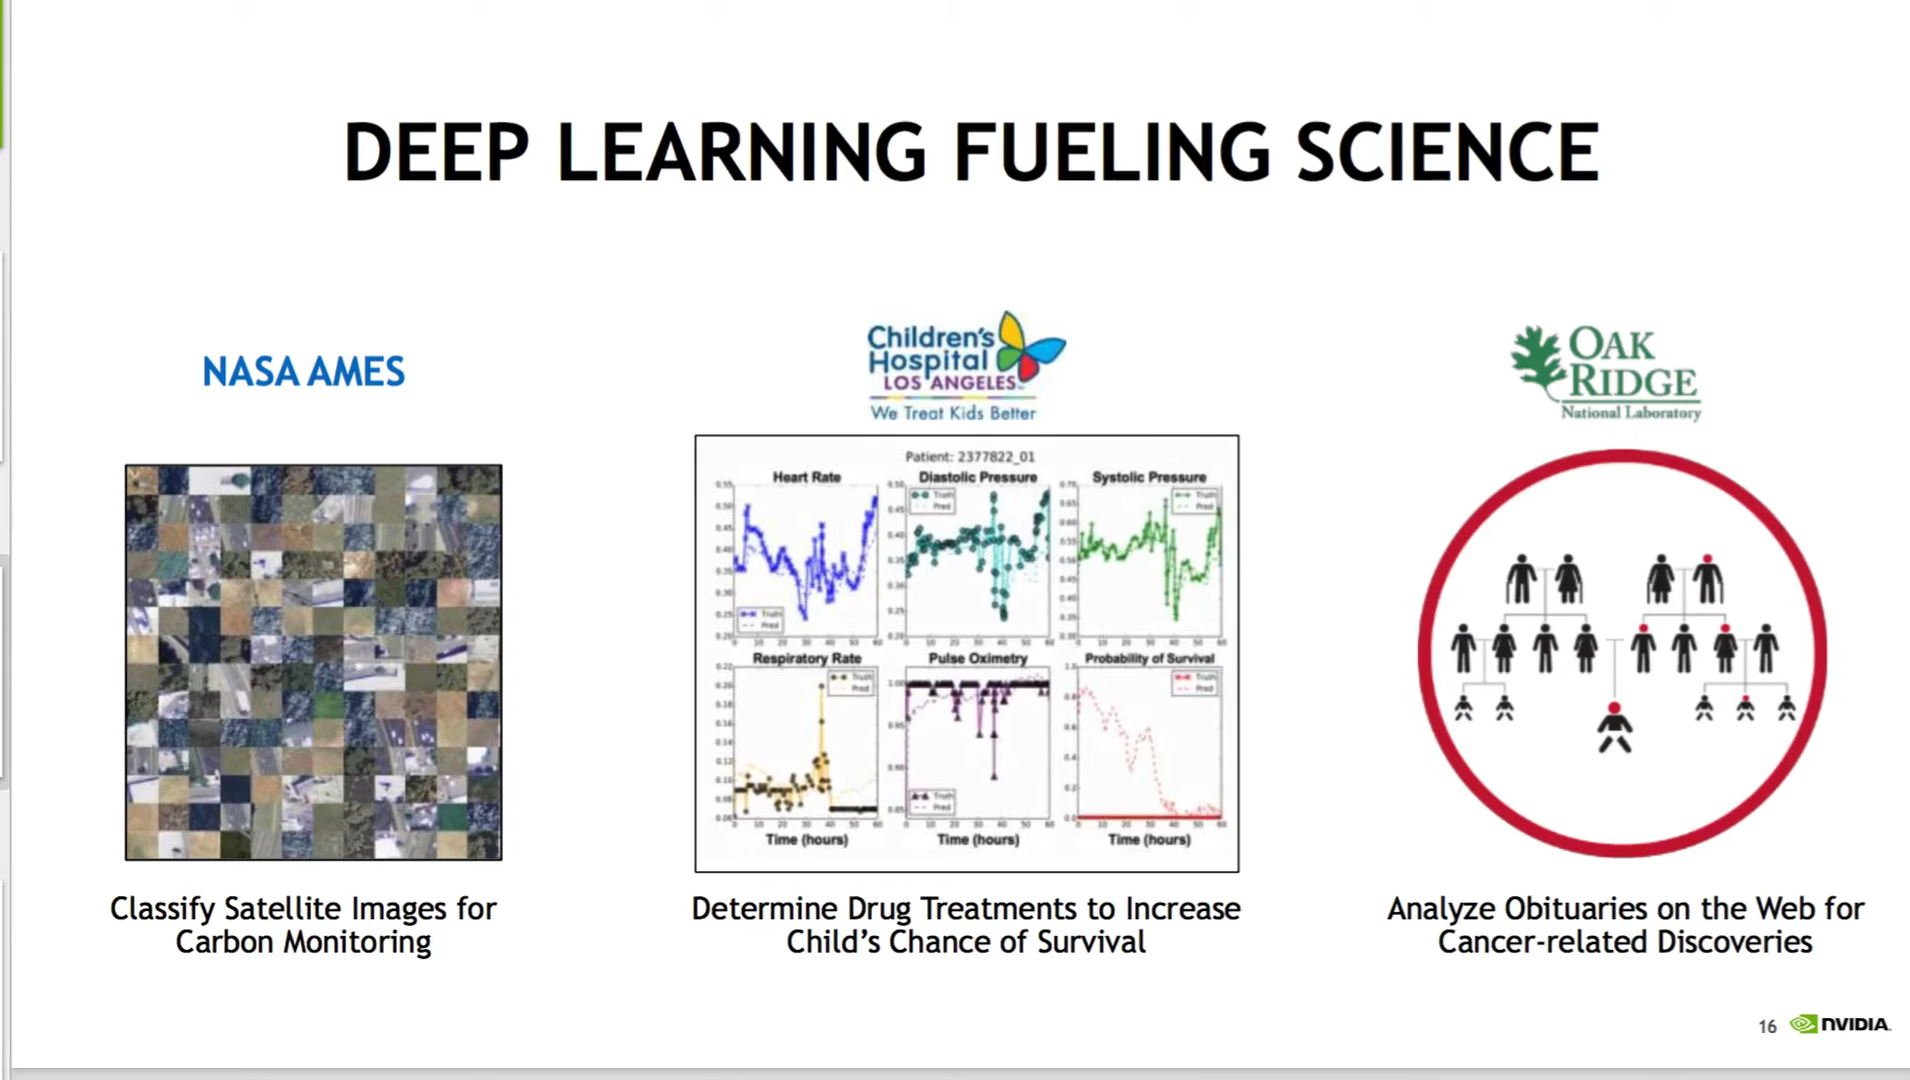 DEEP LEARNING FUELING SCIENCE
NASA AMES
Classify Satellite Images for
Carbon Monitoring
Children's
Hospital
LOS ANGELES
We Treat Kids Better
Patient: 2377822_01
Heart Rate
Diastolic Pressure
Systolic Pressure
Truth
Pred
Truth
Pred
Truth
Pred
Respiratory Rate
Pulse Oximetry
Probability of Survival
Truth
Pred
Truth
Pred
Truth
Pred
Time (hours)
Time (hours)
Time (hours)
Determine Drug Treatments to Increase
Child's Chance of Survival
OAK
RIDGE
National Laboratory
Analyze Obituaries on the Web for
Cancer-related Discoveries
16
NVIDIA.